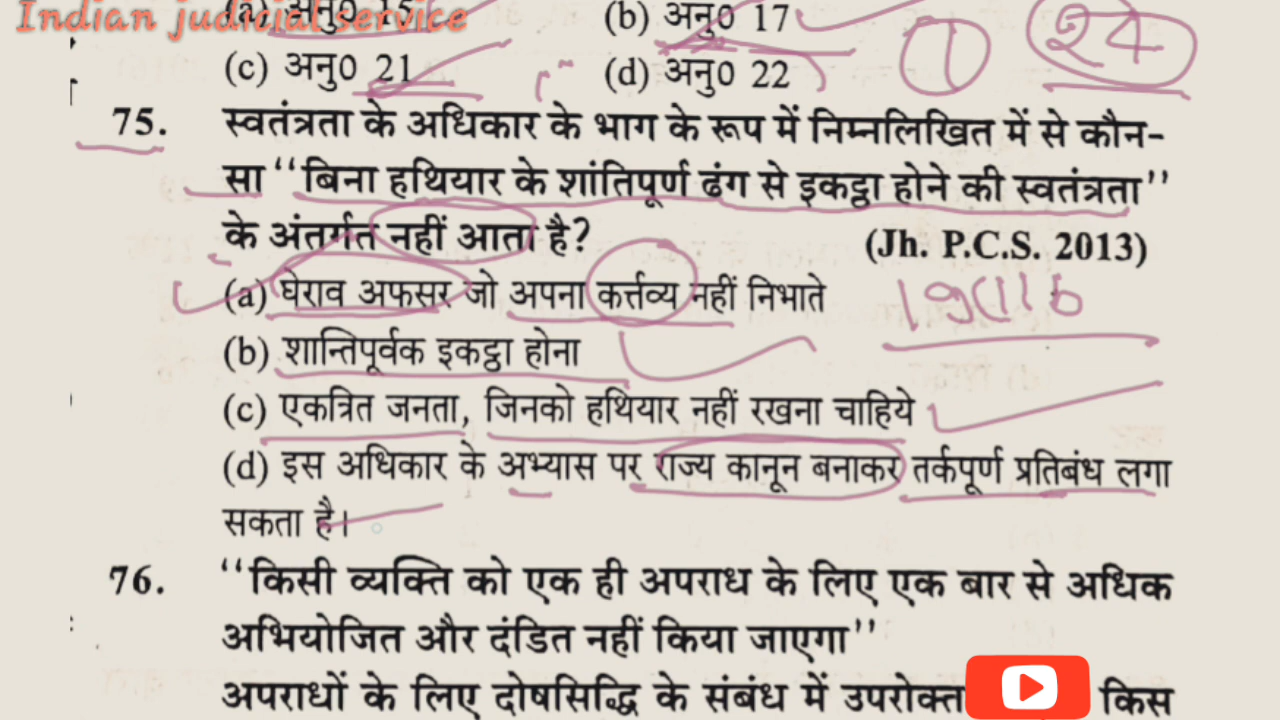 Indian judicial service
(a) अनु0 15 (b) अनु0 17
(c) अनु0 21 (d) अनु0 22
75. स्वतंत्रता के अधिकार के भाग के रूप में निम्नलिखित में से कौन-
सा ‘‘बिना हथियार के शांतिपूर्ण ढंग से इकट्ठा होने की स्वतंत्रता’’
के अंतर्गत नहीं आता है? (Jh. P.C.S. 2013)
(a) घेराव अफसर जो अपना कर्त्तव्य नहीं निभाते
(b) शान्तिपूर्वक इकट्ठा होना
(c) एकत्रित जनता, जिनको हथियार नहीं रखना चाहिये
(d) इस अधिकार के अभ्यास पर राज्य कानून बनाकर तर्कपूर्ण प्रतिबंध लगा
सकता है।
76. ‘‘किसी व्यक्ति को एक ही अपराध के लिए एक बार से अधिक
अभियोजित और दंडित नहीं किया जाएगा’’
अपराधों के लिए दोषसिद्धि के संबंध में उपरोक्त किस